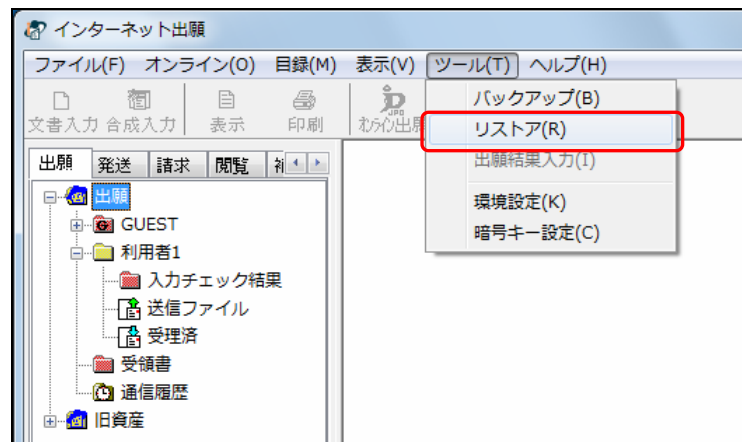 インターネット出願
ファイル(F) オンライン(O) 目録(M) 表示(V) ツール(T) ヘルプ(H)
文書入力 合成入力 表示 印刷
バックアップ(B)
リストア(R)
出願結果入力(I)
環境設定(K)
暗号キー設定(C)
出願 発送 請求 閲覧
出願
GUEST
利用者1
入力チェック結果
送信ファイル
受理済
受領書
通信履歴
旧資産